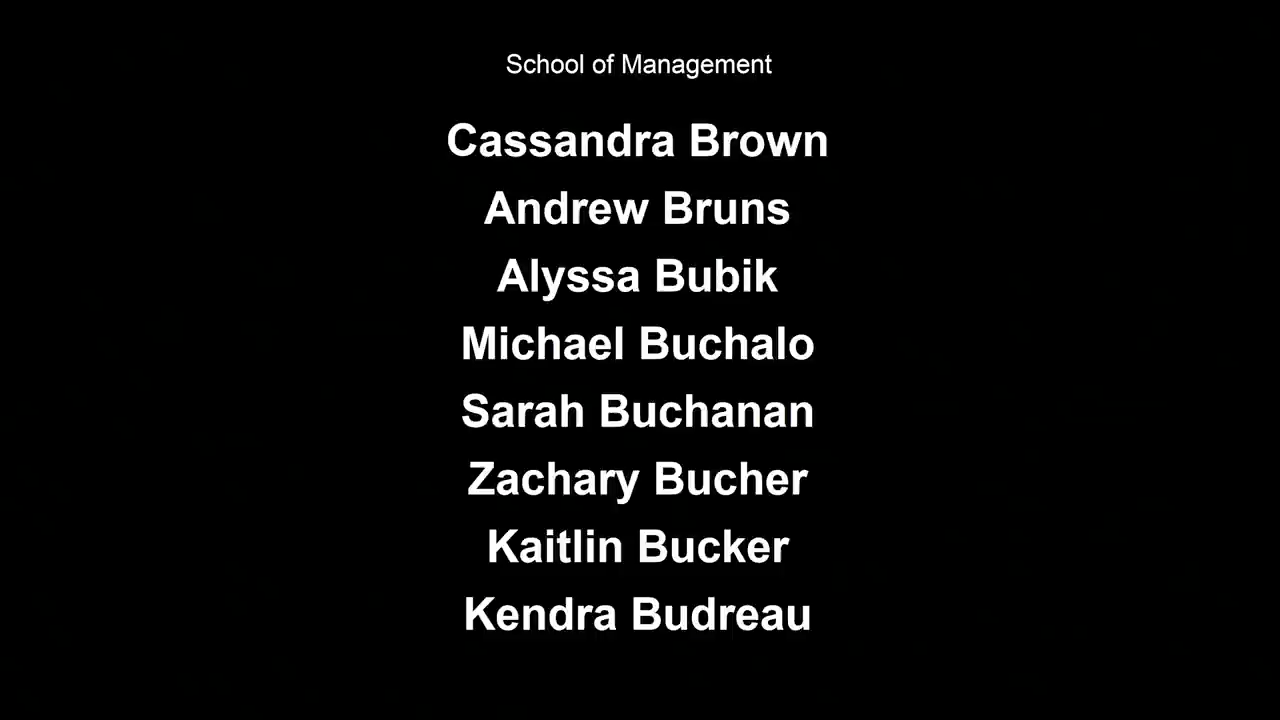 School of Management
Cassandra Brown
Andrew Bruns
Alyssa Bubik
Michael Buchalo
Sarah Buchanan
Zachary Bucher
Kaitlin Bucker
Kendra Budreau